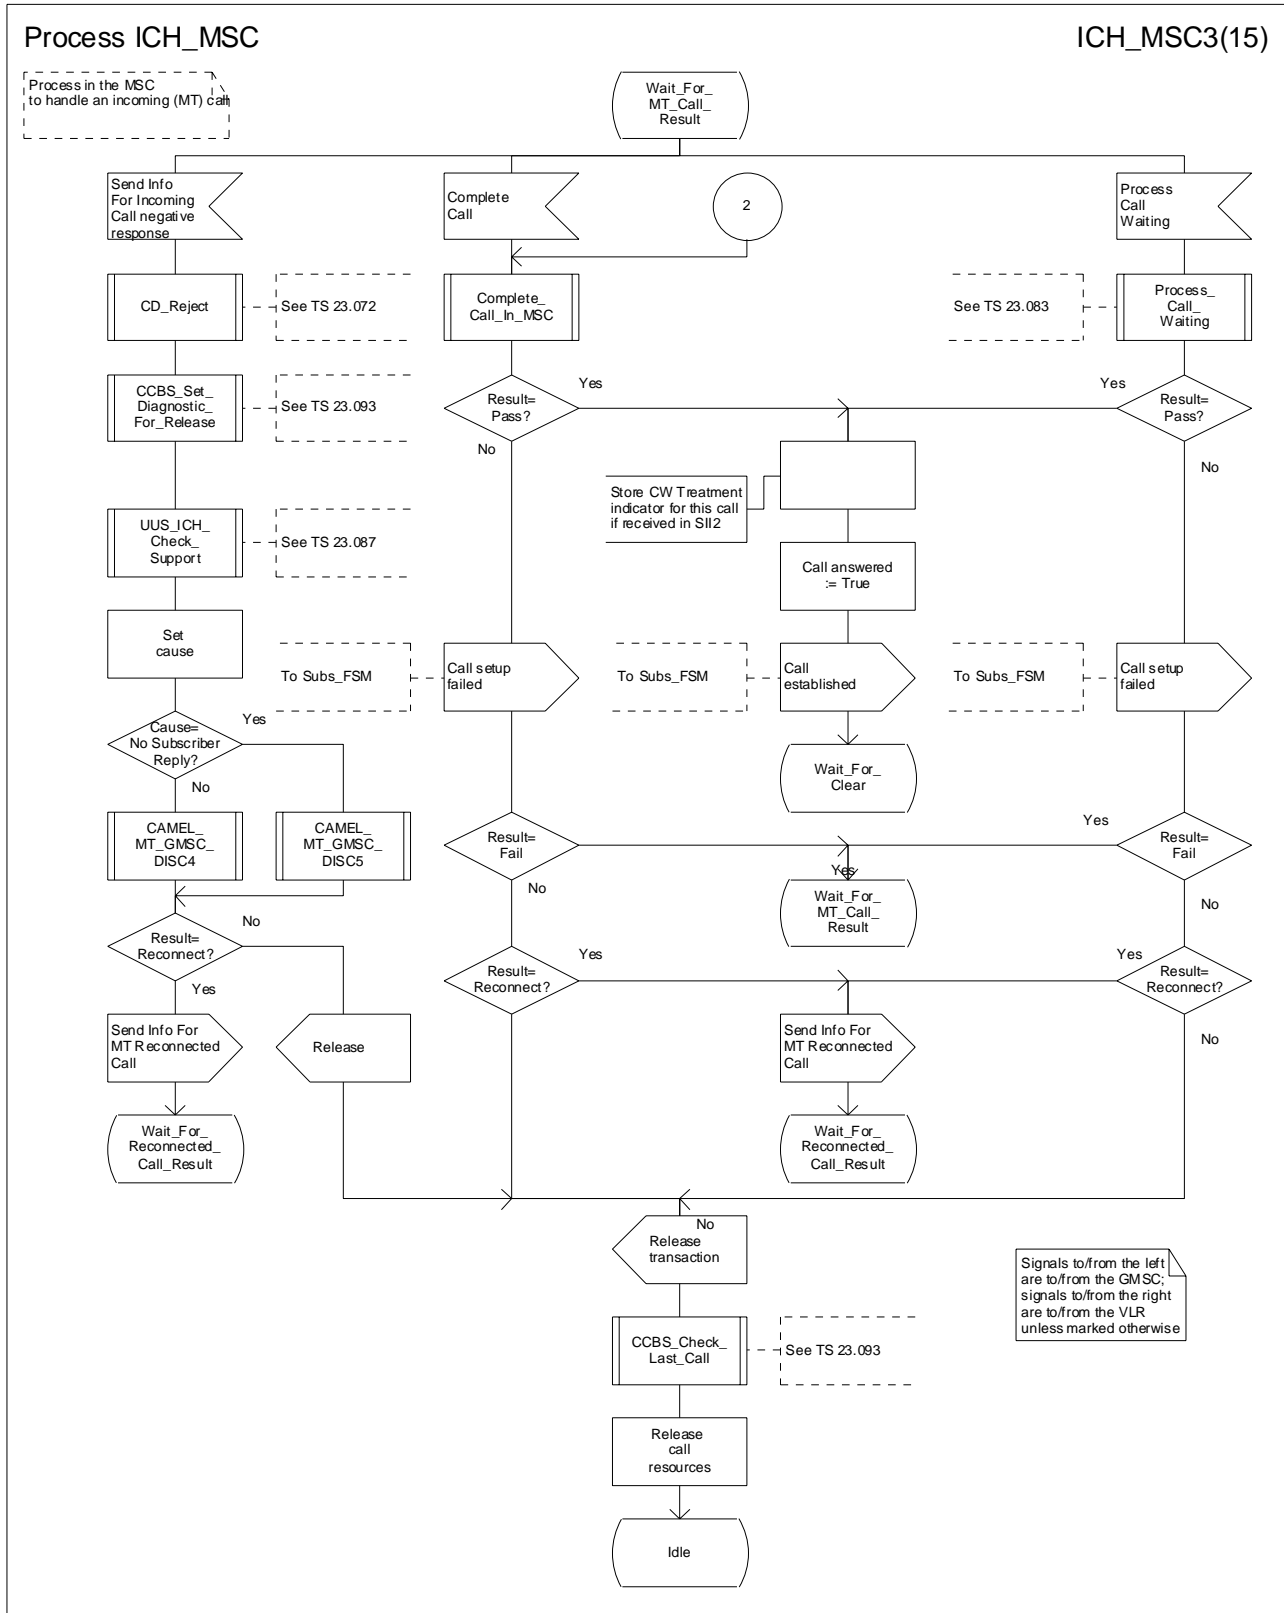 Process ICH_MSC
ICH_MSC3(15)
Process in the MSC
to handle an incoming (MT) call
Wait_For_
MT_Call_
Result
Send Info
For Incoming
Call negative
response
Complete
Call
2
Process
Call
Waiting
CD_Reject
See TS 23.072
Complete_
Call_In_MSC
See TS 23.083
Process_
Call_
Waiting
CCBS_Set_
Diagnostic_
For_Release
See TS 23.093
Result=
Pass?
Yes
No
Yes
Result=
Pass?
No
Store CW Treatment
indicator for this call
if received in SII2
UUS_ICH_
Check_
Support
See TS 23.087
Call answered
:= True
Set
cause
To Subs_FSM
Call setup
failed
To Subs_FSM
Call
established
To Subs_FSM
Call setup
failed
Cause=
No Subscriber
Reply?
Yes
No
Wait_For_
Clear
CAMEL_
MT_GMSC_
DISC4
CAMEL_
MT_GMSC_
DISC5
Result=
Fail
Yes
No
Yes
Result=
Fail
No
Wait_For_
MT_Call_
Result
Result=
Reconnect?
No
Yes
Result=
Reconnect?
Yes
Yes
Result=
Reconnect?
No
Send Info For
MT Reconnected
Call
Release
Send Info For
MT Reconnected
Call
Wait_For_
Reconnected_
Call_Result
Wait_For_
Reconnected_
Call_Result
No
Release
transaction
Signals to/from the left
are to/from the GMSC;
signals to/from the right
are to/from the VLR
unless marked otherwise
CCBS_Check_
Last_Call
See TS 23.093
Release
call
resources
Idle